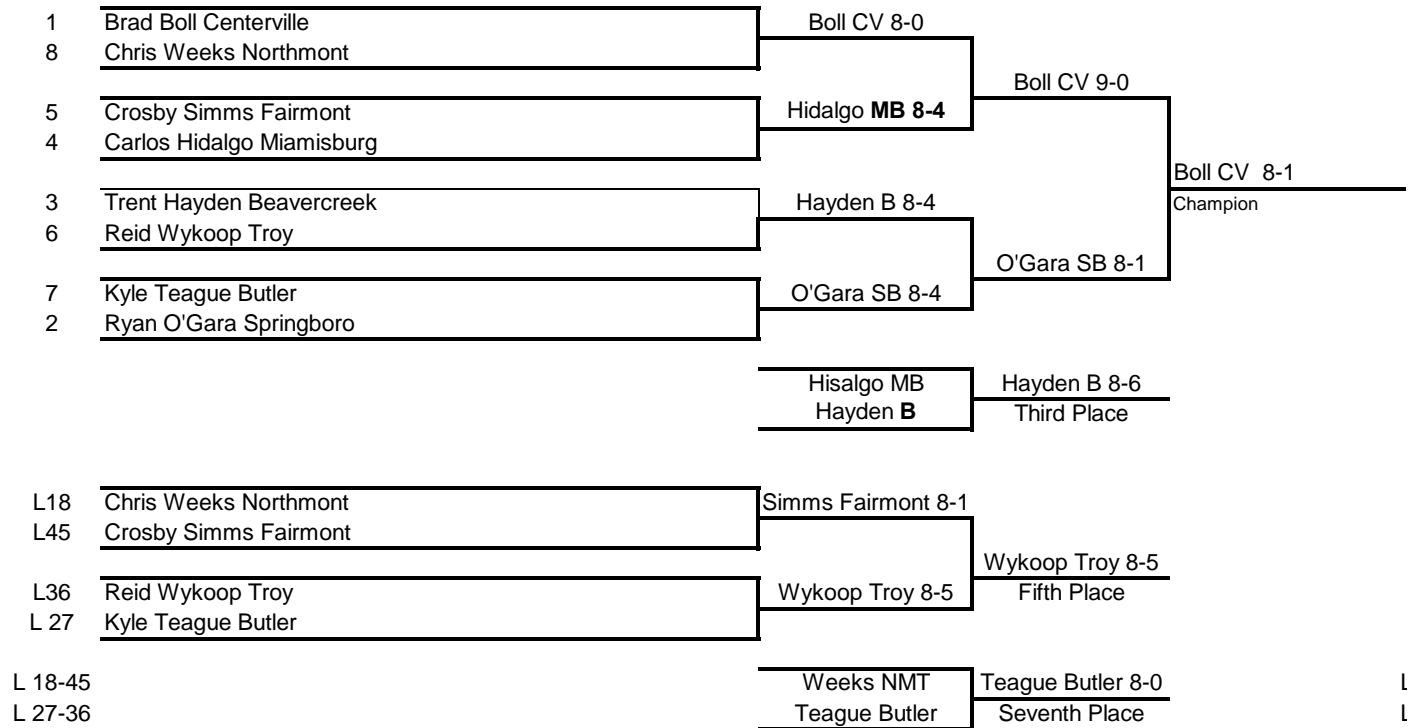 1 Brad Boll Centerville Boll CV 8-0
8 Chris Weeks Northmont
Boll CV 9-0
5 Crosby Simms Fairmont Hidalgo MB 8-4
4 Carlos Hidalgo Miamisburg
Boll CV 8-1
3 Trent Hayden Beavercreek Hayden B 8-4 Champion
6 Reid Wykoop Troy
O'Gara SB 8-1
7 Kyle Teague Butler O'Gara SB 8-4
2 Ryan O'Gara Springboro
Hisalgo MB Hayden B 8-6
Hayden B Third Place
L18 Chris Weeks Northmont Simms Fairmont 8-1
L45 Crosby Simms Fairmont
Wykoop Troy 8-5
L36 Reid Wykoop Troy Wykoop Troy 8-5 Fifth Place
L 27 Kyle Teague Butler
L 18-45 Weeks NMT Teague Butler 8-0 L
L 27-36 Teague Butler Seventh Place L